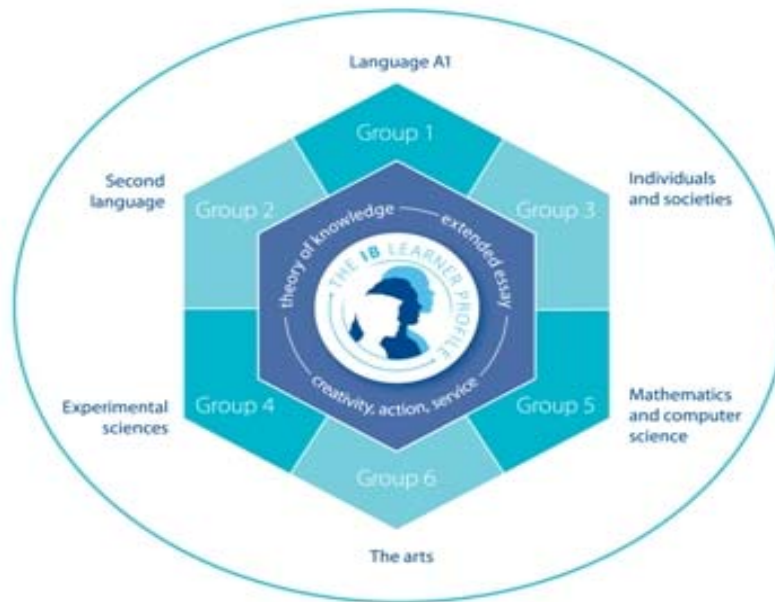 Language A1
Group 1
Second
language
Group 2
Group 3
Individuals
and societies
theory of knowledge
extended essay
THE IB LEARNER PROFILE
creativity, action, service
Experimental
sciences
Group 4
Group 5
Mathematics
and computer
science
Group 6
The arts